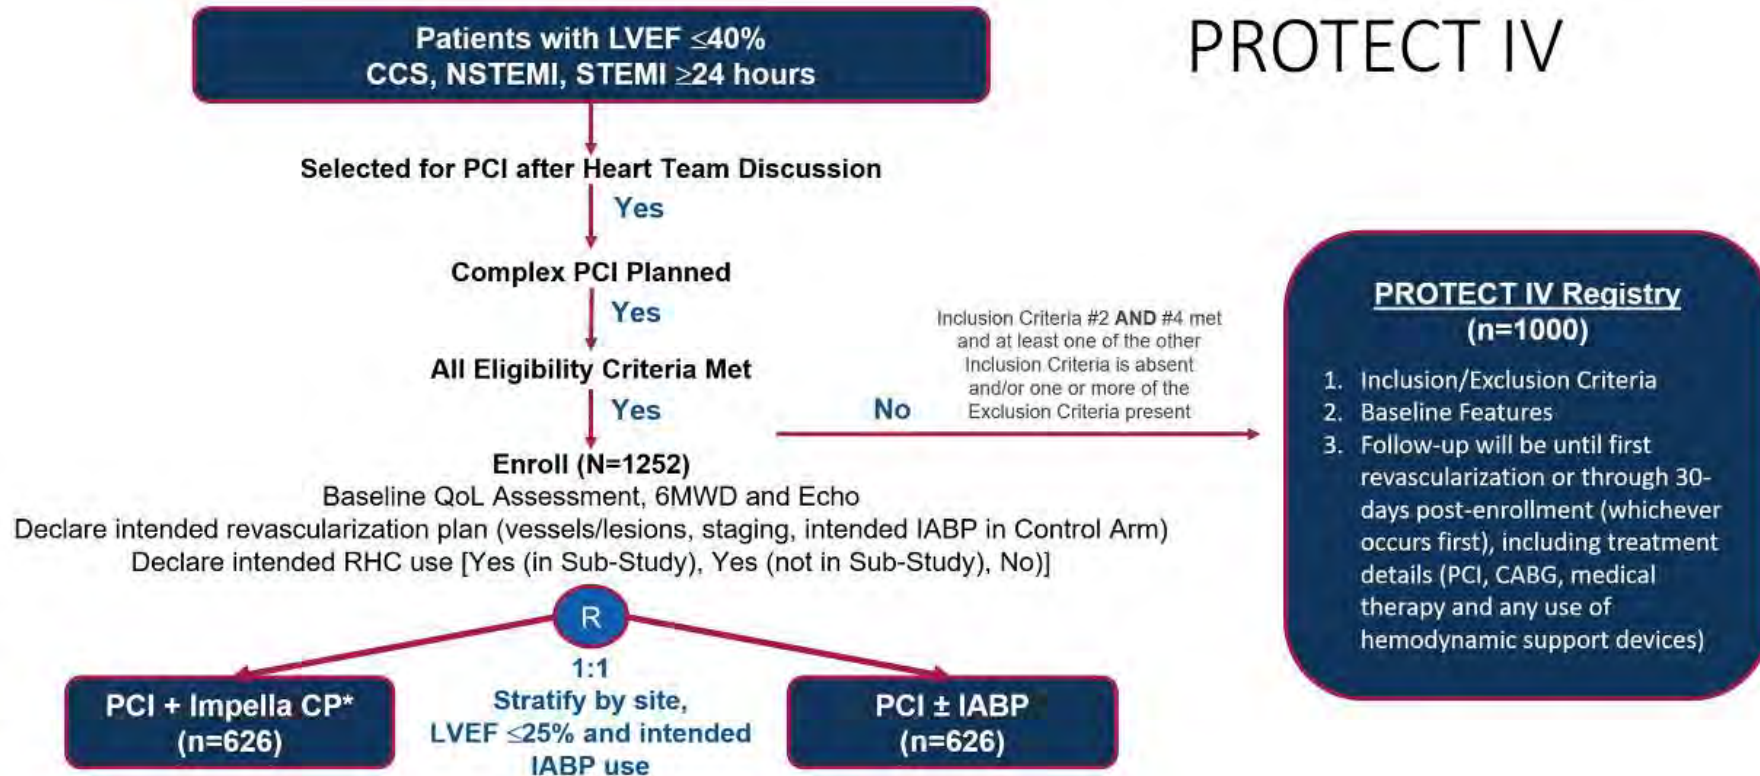 PROTECT IV
Patients with LVEF ≤40%
CCS, NSTEMI, STEMI ≥24 hours
Selected for PCI after Heart Team Discussion
Yes
Complex PCI Planned
Yes
All Eligibility Criteria Met
Yes
No
Inclusion Criteria #2 AND #4 met
and at least one of the other
Inclusion Criteria is absent
and/or one or more of the
Exclusion Criteria present
Enroll (N=1252)
Baseline QoL Assessment, 6MWD and Echo
Declare intended revascularization plan (vessels/lesions, staging, intended IABP in Control Arm)
Declare intended RHC use [Yes (in Sub-Study), Yes (not in Sub-Study), No)]
R
1:1
Stratify by site,
LVEF ≤25% and intended
IABP use
PCI + Impella CP*
(n=626)
PCI ± IABP
(n=626)
PROTECT IV Registry
(n=1000)
1. Inclusion/Exclusion Criteria
2. Baseline Features
3. Follow-up will be until first
revascularization or through 30-
days post-enrollment (whichever
occurs first), including treatment
details (PCI, CABG, medical
therapy and any use of
hemodynamic support devices)